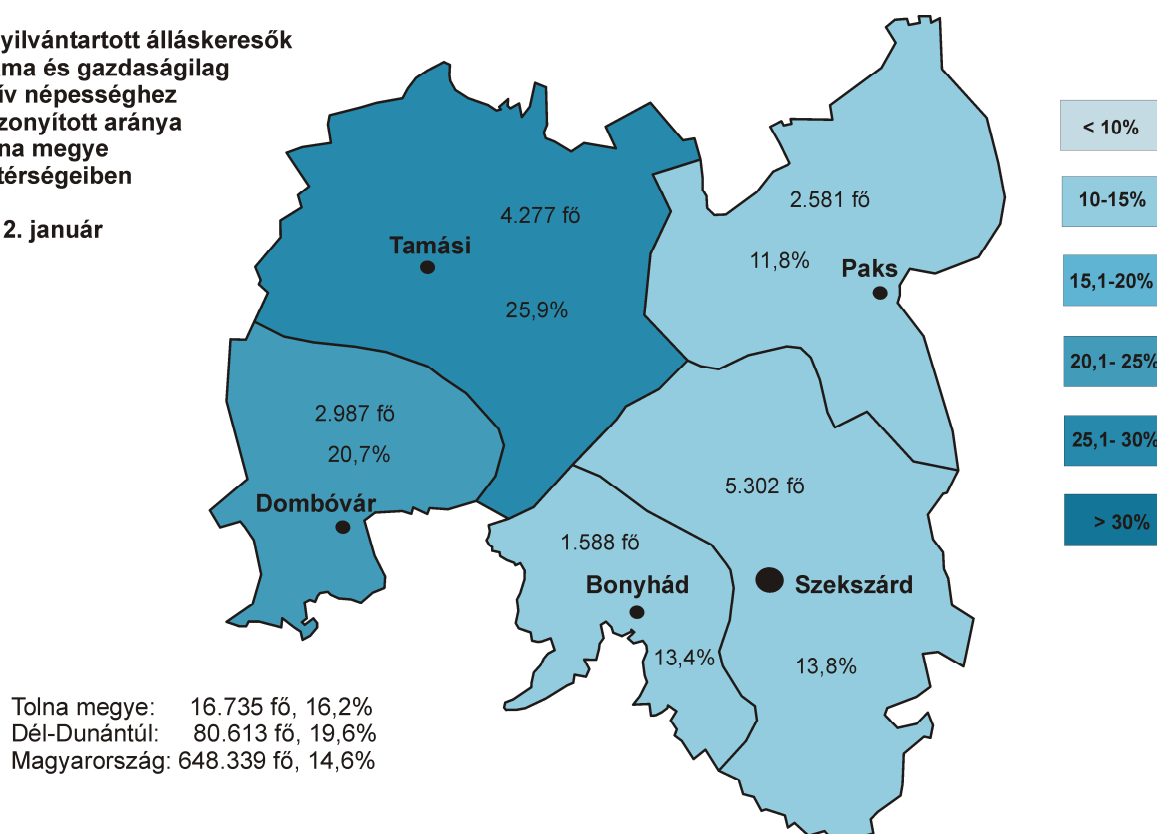 yilvántartott álláskeresők
ma és gazdaságilag
ív népességhez
zonyított aránya
na megye
térségeiben
2. január
< 10%
10-15%
15,1-20%
20,1- 25%
25,1- 30%
> 30%
4.277 fő
Tamási
25,9%
2.581 fő
11,8%
Paks
2.987 fő
20,7%
Dombóvár
5.302 fő
Szekszárd
13,8%
1.588 fő
Bonyhád
13,4%
Tolna megye: 16.735 fő, 16,2%
Dél-Dunántúl: 80.613 fő, 19,6%
Magyarország: 648.339 fő, 14,6%